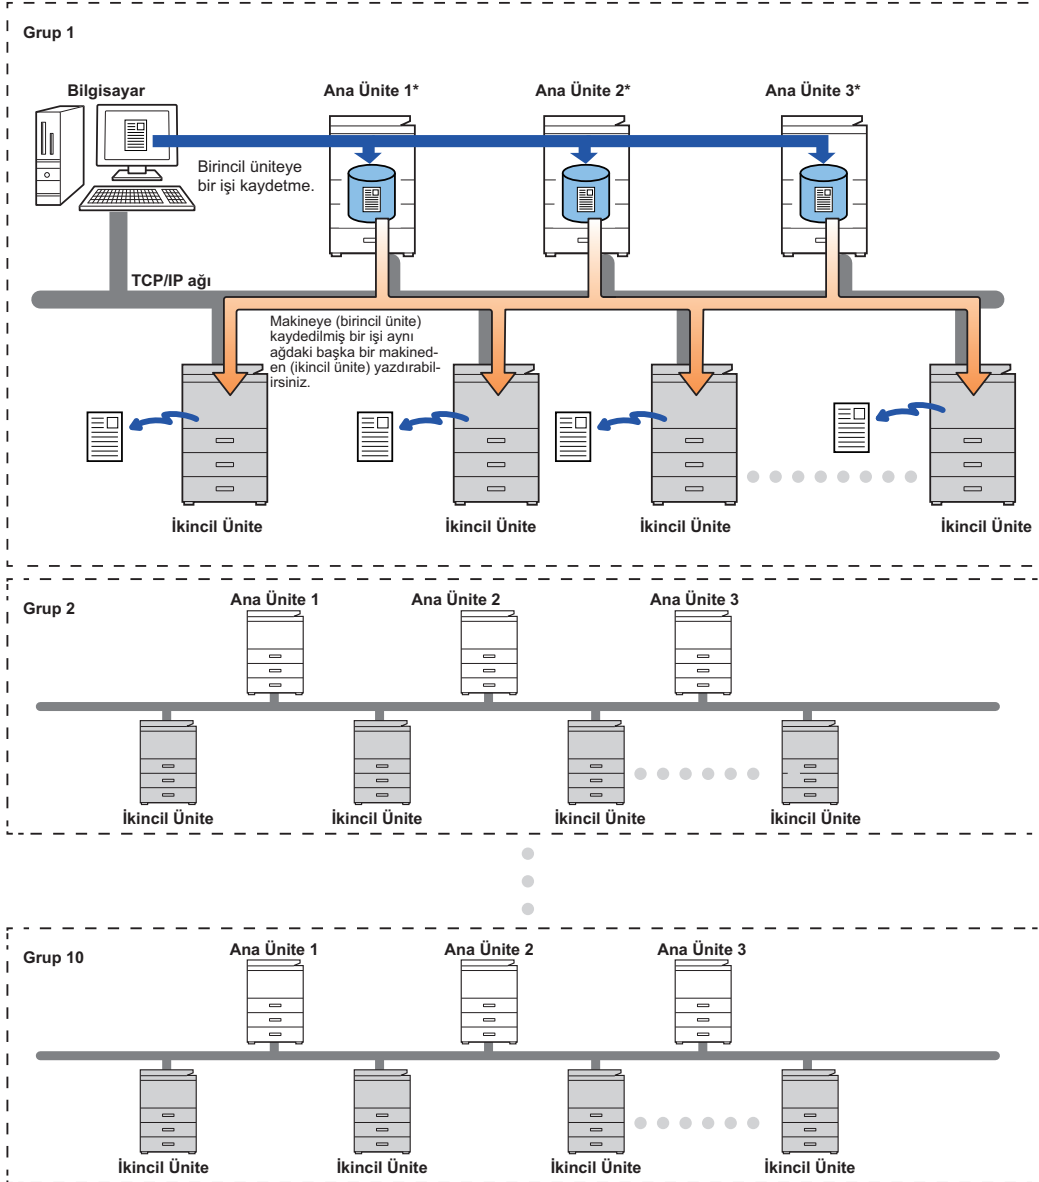 Grup 1
Bilgisayar
Ana Ünite 1*
Ana Ünite 2*
Ana Ünite 3*
Birincil üniteye
bir işi kaydetme.
TCP/IP ağı
Makineye (birincil ünite)
kaydedilmiş bir işi aynı
ağdaki başka bir makined-
en (ikincil ünite) yazdırabil-
irsiniz.
İkincil Ünite
İkincil Ünite
İkincil Ünite
İkincil Ünite
Grup 2
Ana Ünite 1
Ana Ünite 2
Ana Ünite 3
İkincil Ünite
İkincil Ünite
İkincil Ünite
İkincil Ünite
Grup 10
Ana Ünite 1
Ana Ünite 2
Ana Ünite 3
İkincil Ünite
İkincil Ünite
İkincil Ünite
İkincil Ünite